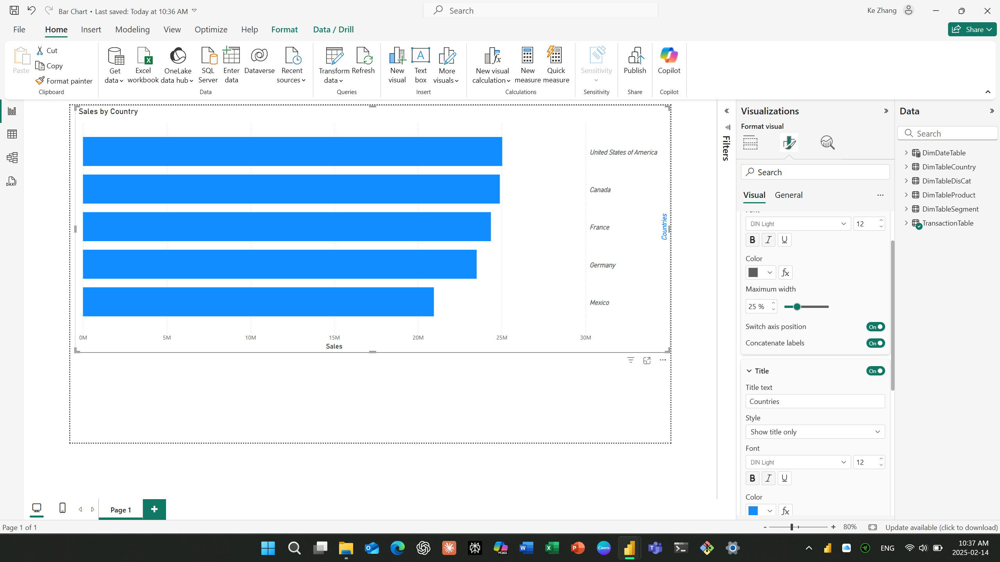 Bar Chart • Last saved: Today at 10:36 AM
Search
Ke Zhang
File Home Insert Modeling View Optimize Help Format Data / Drill
Share
Paste
Cut
Copy
Format painter
Clipboard
Get data
Excel workbook
OneLake data hub
SQL Server
Enter data
Dataverse
Recent sources
Data
Transform data
Refresh
Queries
New visual
Text box
More visuals
Insert
New visual calculation
New measure
Quick measure
Calculations
Sensitivity
Sensitivity
Publish
Share
Copilot
Copilot
DAX
Sales by Country
United States of America
Canada
France
Germany
Mexico
Countries
0M 5M 10M 15M 20M 25M 30M
Sales
Filters
Visualizations
Format visual
Search
Visual General
Font
DIN Light 12
B I U
Color
fx
Maximum width
25 %
Switch axis position On
Concatenate labels On
Title On
Title text
Countries
Style
Show title only
Font
DIN Light 12
B I U
Color
fx
Data
Search
DimDateTable
DimTableCountry
DimTableDisCat
DimTableProduct
DimTableSegment
TransactionTable
Page 1 +
Page 1 of 1
- + 80%
Update available (click to download)
M365
Canva
ENG
10:37 AM
2025-02-14